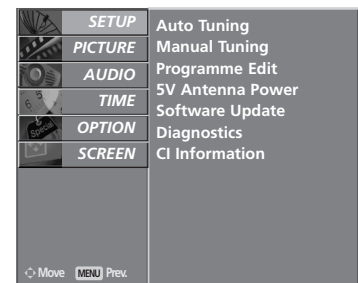 SETUP
PICTURE
AUDIO
TIME
OPTION
SCREEN
Auto Tuning
Manual Tuning
Programme Edit
5V Antenna Power
Software Update
Diagnostics
CI Information
Move MENU Prev.
Special